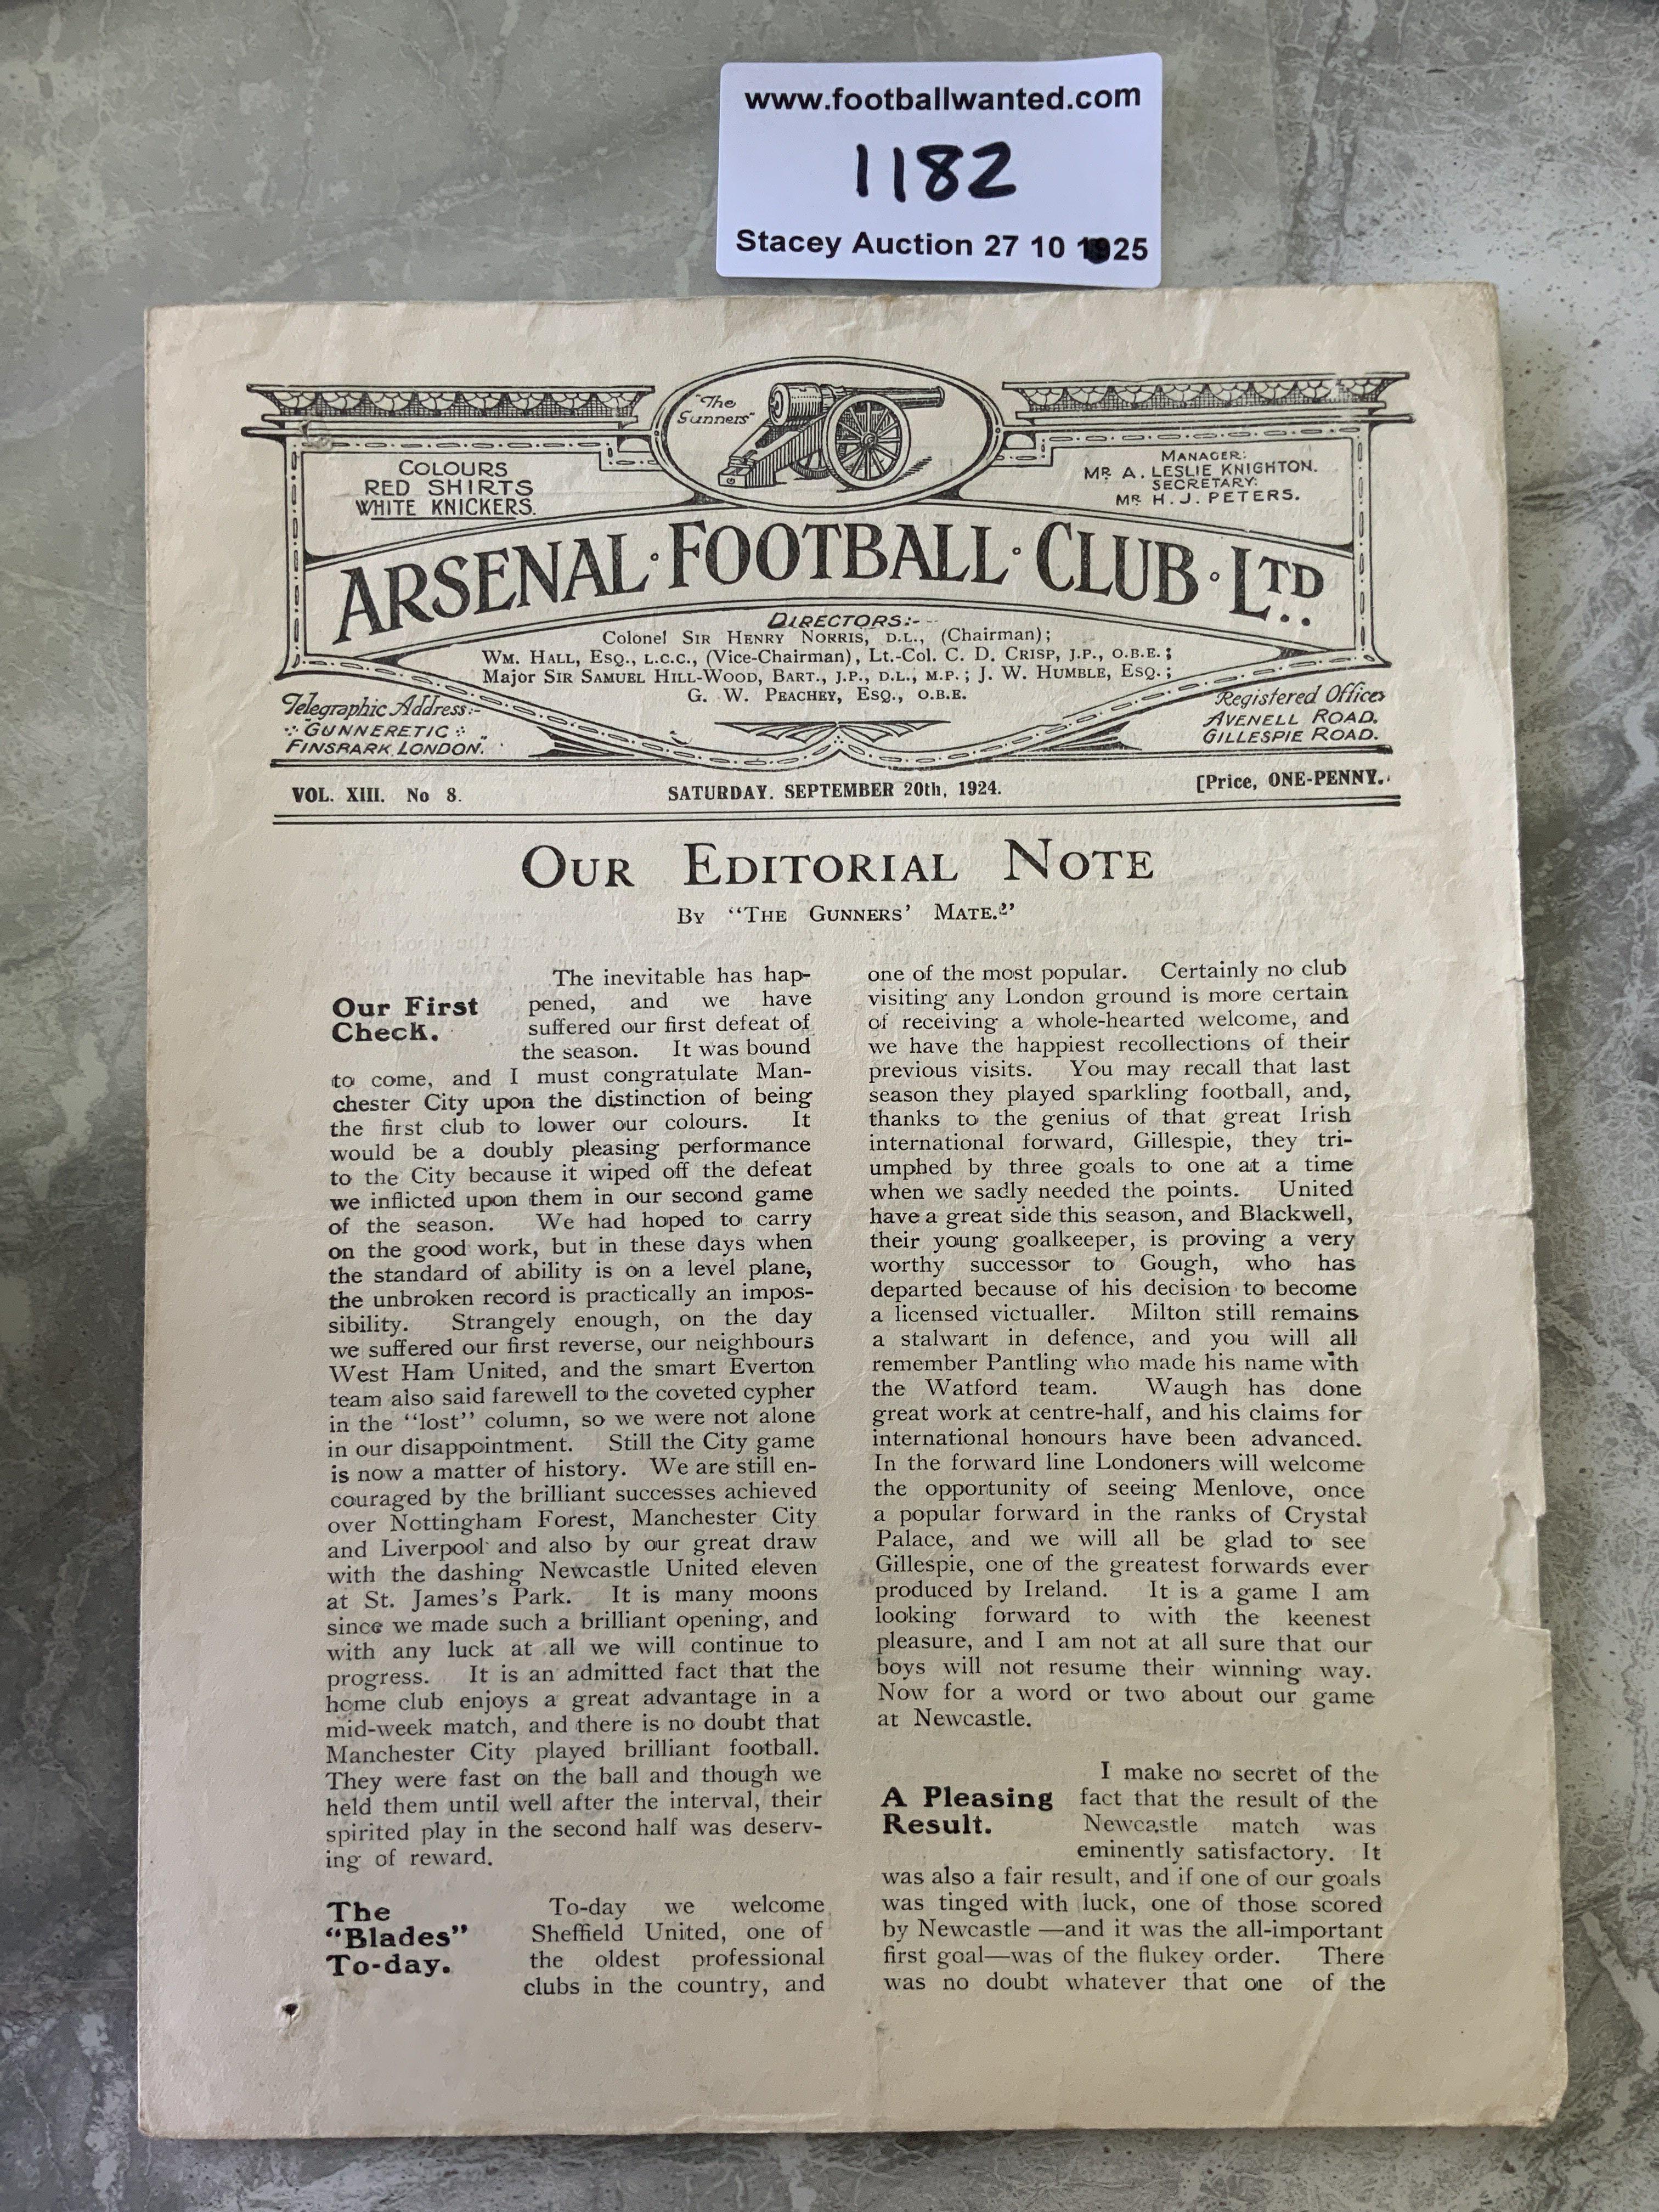 www.footballwanted.com
1182
Stacey Auction 27 10 1925
"The
Gunners"
COLOURS
RED SHIRTS
WHITE KNICKERS.
MANAGER:
MR. A. LESLIE KNIGHTON.
SECRETARY:
MR. H. J. PETERS.
ARSENAL · FOOTBALL · CLUB · LTD.
DIRECTORS:-
Colonel SIR HENRY NORRIS, D.L., (Chairman);
WM. HALL, ESQ., L.C.C., (Vice-Chairman), Lt.-Col. C. D. CRISP, J.P., O.B.E.;
Major SIR SAMUEL HILL-WOOD, BART., J.P., D.L., M.P.; J. W. HUMBLE, ESQ.;
G. W. PEACHEY, ESQ., O.B.E.
Telegraphic Address:-
GUNNERETIC
FINSPARK, LONDON."
Registered Offices
AVENELL ROAD.
GILLESPIE ROAD.
VOL. XIII. No 8.
SATURDAY. SEPTEMBER 20th, 1924.
[Price, ONE-PENNY.
OUR EDITORIAL NOTE
BY "THE GUNNERS' MATE."
Our First
Check.
The inevitable has hap-
pened, and we have
suffered our first defeat of
the season. It was bound
to come, and I must congratulate Man-
chester City upon the distinction of being
the first club to lower our colours. It
would be a doubly pleasing performance
to the City because it wiped off the defeat
we inflicted upon them in our second game
of the season. We had hoped to carry
on the good work, but in these days when
the standard of ability is on a level plane,
the unbroken record is practically an impos-
sibility. Strangely enough, on the day
we suffered our first reverse, our neighbours
West Ham United, and the smart Everton
team also said farewell to the coveted cypher
in the "lost" column, so we were not alone
in our disappointment. Still the City game
is now a matter of history. We are still en-
couraged by the brilliant successes achieved
over Nottingham Forest, Manchester City
and Liverpool and also by our great draw
with the dashing Newcastle United eleven
at St. James's Park. It is many moons
since we made such a brilliant opening, and
with any luck at all we will continue to
progress. It is an admitted fact that the
home club enjoys a great advantage in a
mid-week match, and there is no doubt that
Manchester City played brilliant football.
They were fast on the ball and though we
held them until well after the interval, their
spirited play in the second half was deserv-
ing of reward.
The
"Blades"
To-day.
To-day we welcome
Sheffield United, one of
the oldest professional
clubs in the country, and
one of the most popular. Certainly no club
visiting any London ground is more certain
of receiving a whole-hearted welcome, and
we have the happiest recollections of their
previous visits. You may recall that last
season they played sparkling football, and,
thanks to the genius of that great Irish
international forward, Gillespie, they tri-
umphed by three goals to one at a time
when we sadly needed the points. United
have a great side this season, and Blackwell,
their young goalkeeper, is proving a very
worthy successor to Gough, who has
departed because of his decision to become
a licensed victualler. Milton still remains
a stalwart in defence, and you will all
remember Pantling who made his name with
the Watford team. Waugh has done
great work at centre-half, and his claims for
international honours have been advanced.
In the forward line Londoners will welcome
the opportunity of seeing Menlove, once
a popular forward in the ranks of Crystal
Palace, and we will all be glad to see
Gillespie, one of the greatest forwards ever
produced by Ireland. It is a game I am
looking forward to with the keenest
pleasure, and I am not at all sure that our
boys will not resume their winning way.
Now for a word or two about our game
at Newcastle.
A Pleasing
Result.
I make no secret of the
fact that the result of the
Newcastle match was
eminently satisfactory. It
was also a fair result, and if one of our goals
was tinged with luck, one of those scored
by Newcastle —and it was the all-important
first goal—was of the flukey order. There
was no doubt whatever that one of the